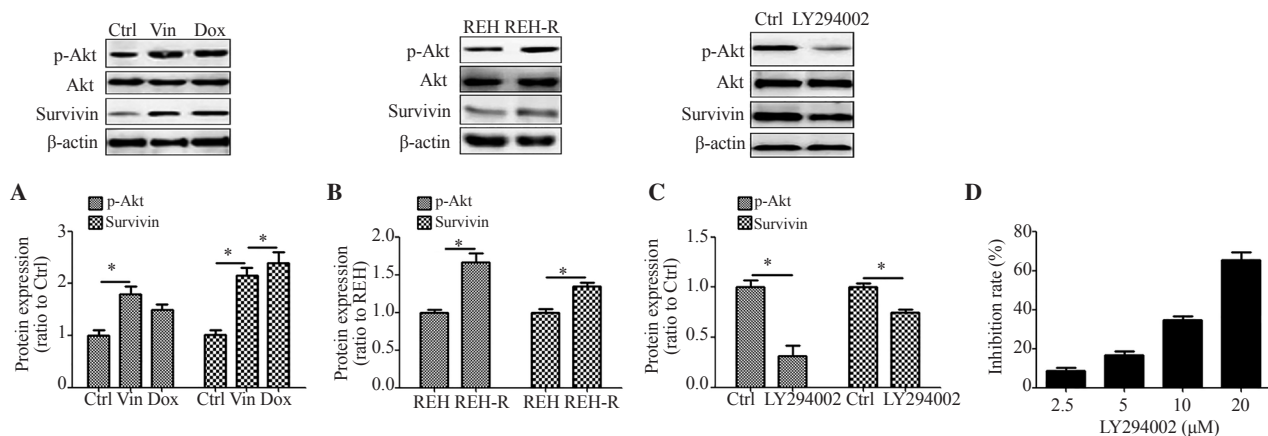 Ctrl Vin Dox
p-Akt
Akt
Survivin
β-actin
REH REH-R
p-Akt
Akt
Survivin
β-actin
Ctrl LY294002
p-Akt
Akt
Survivin
β-actin
A
p-Akt
Survivin
Protein expression
(ratio to Ctrl)
3
2
1
0
*
*
*
Ctrl Vin Dox
Ctrl Vin Dox
B
p-Akt
Survivin
Protein expression
(ratio to REH)
2.0
1.5
1.0
0.5
0.0
*
*
REH REH-R
REH REH-R
C
p-Akt
Survivin
Protein expression
(ratio to Ctrl)
1.5
1.0
0.5
0.0
*
*
Ctrl LY294002
Ctrl LY294002
D
Inhibition rate (%)
80
60
40
20
0
2.5 5 10 20
LY294002 (μM)